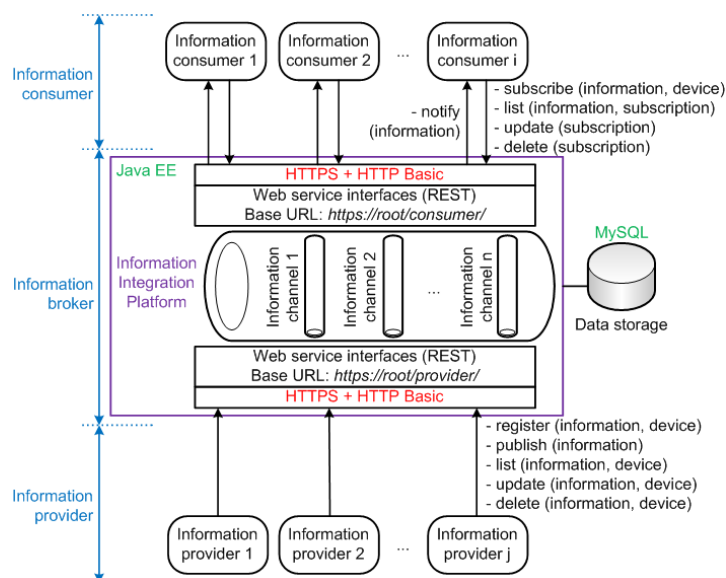 Information
consumer 1
Information
consumer 2
...
Information
consumer i
Information
consumer
- notify
(information)
- subscribe (information, device)
- list (information, subscription)
- update (subscription)
- delete (subscription)
Java EE
HTTPS + HTTP Basic
Web service interfaces (REST)
Base URL: https://root/consumer/
Information
Integration
Platform
Information
channel 1
Information
channel 2
...
Information
channel n
MySQL
Data storage
Information
broker
Web service interfaces (REST)
Base URL: https://root/provider/
HTTPS + HTTP Basic
- register (information, device)
- publish (information)
- list (information, device)
- update (information, device)
- delete (information, device)
Information
provider
Information
provider 1
Information
provider 2
...
Information
provider j